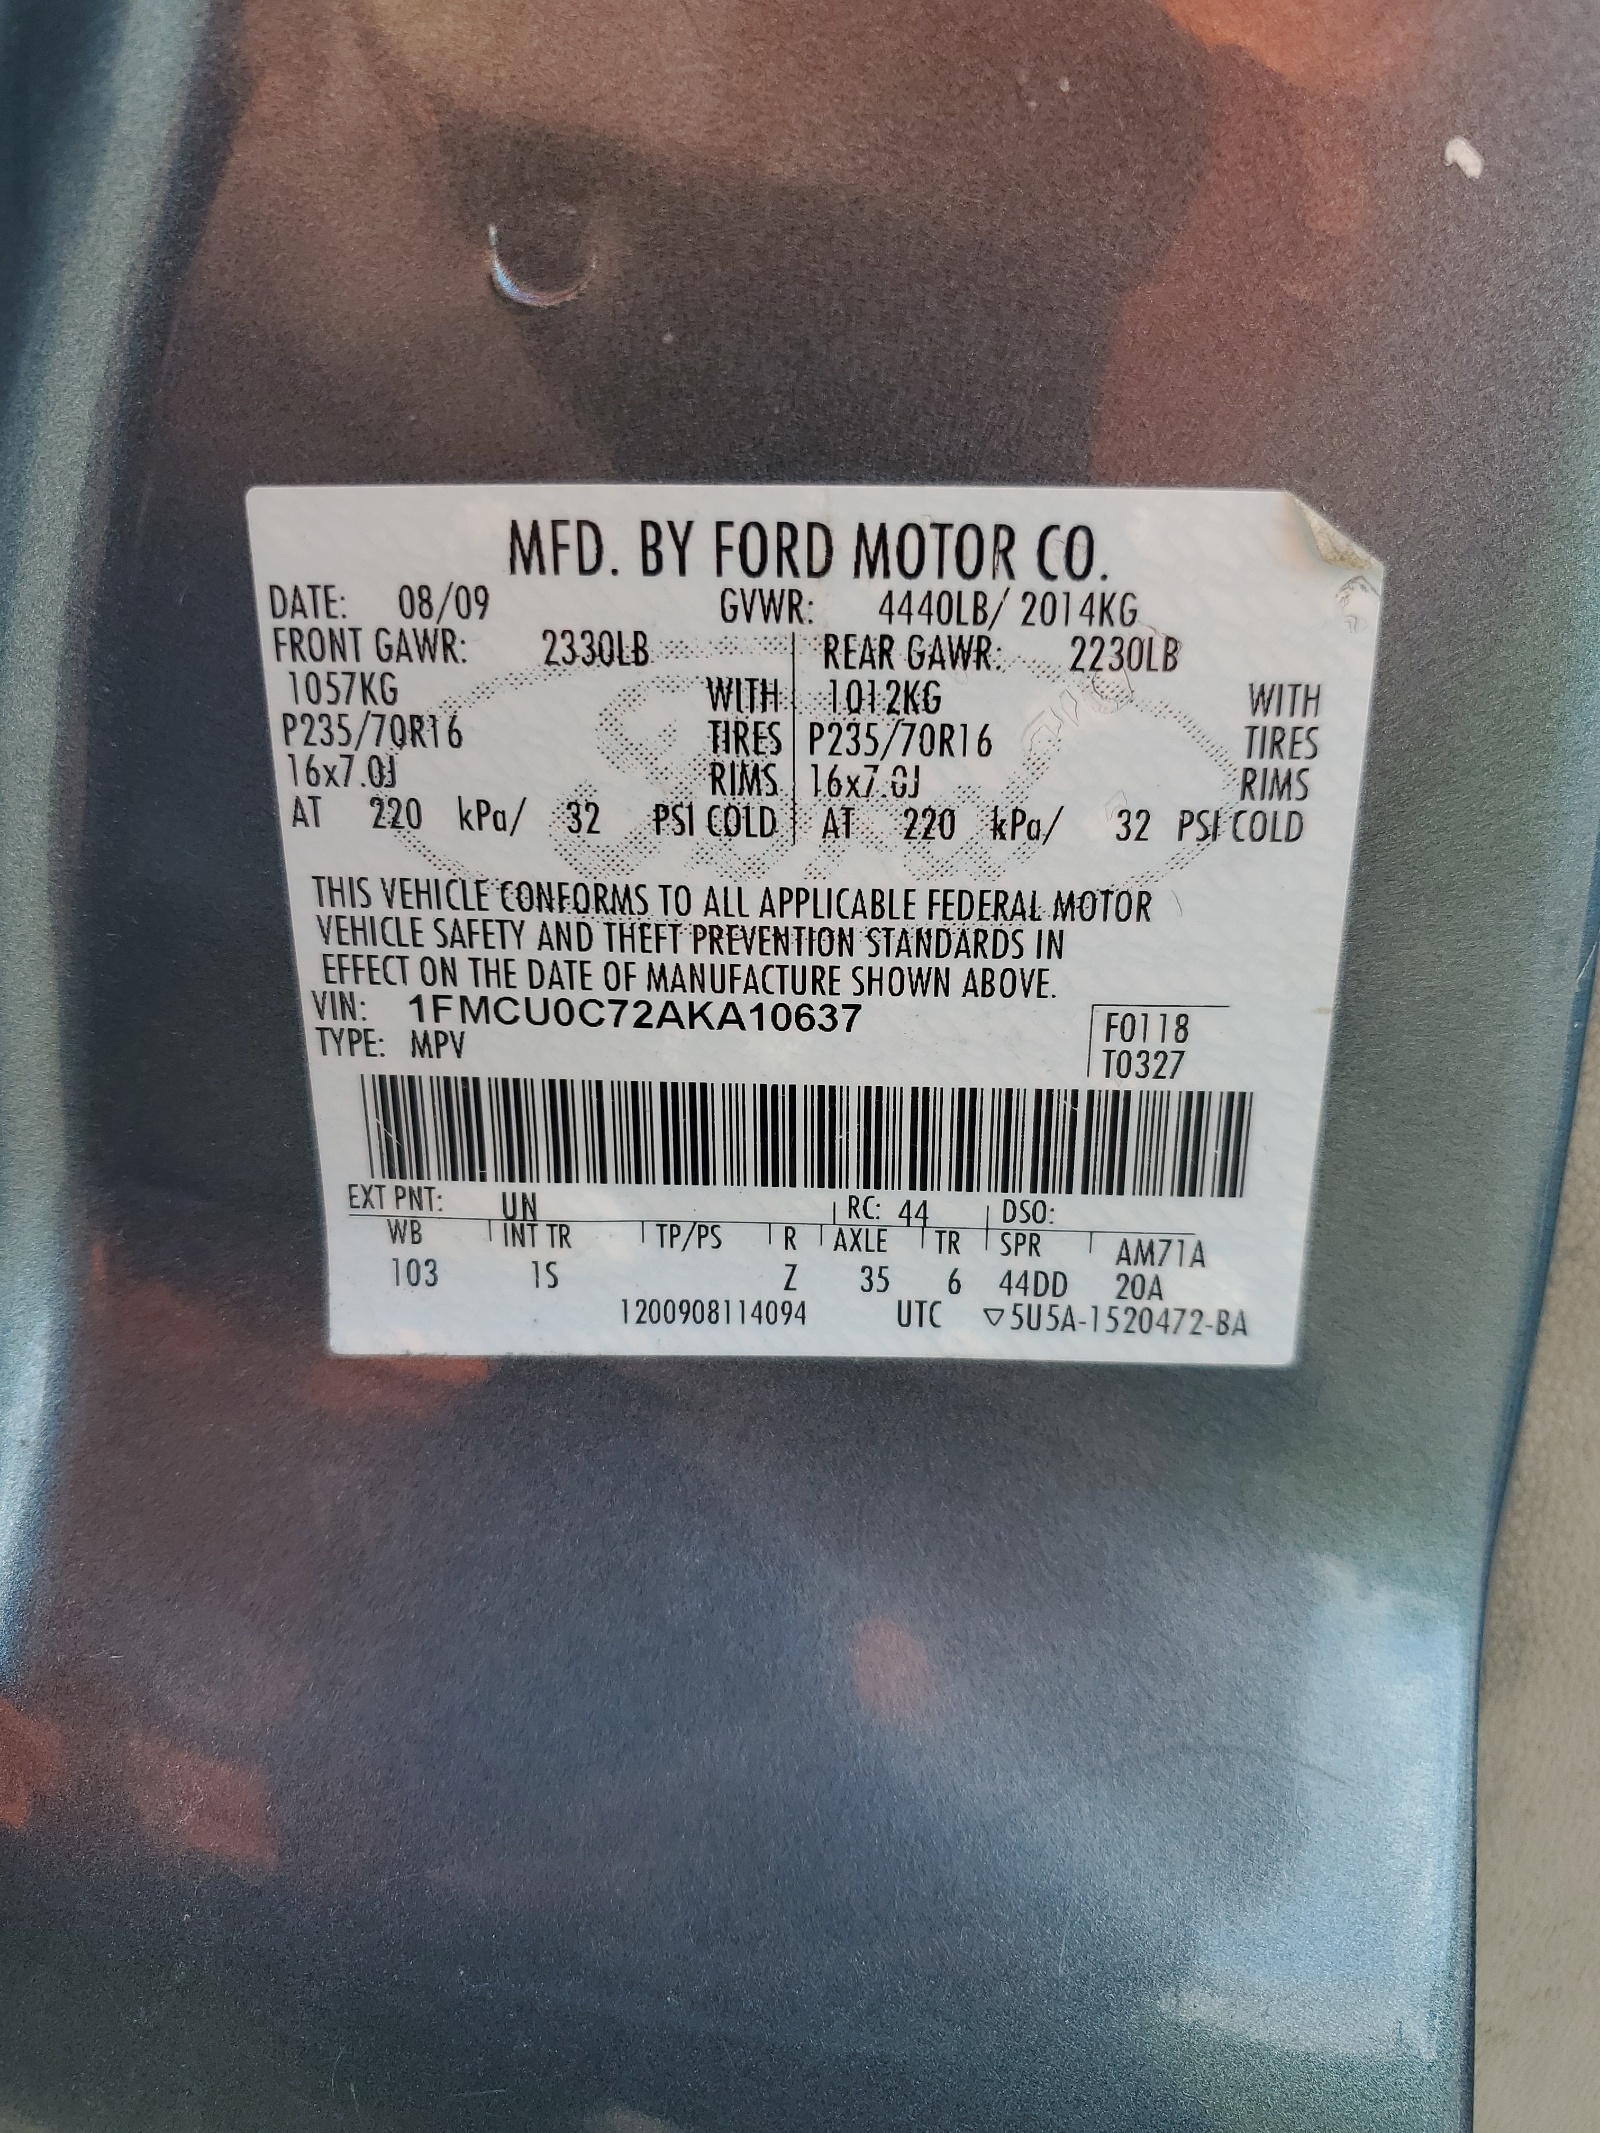 MFD. BY FORD MOTOR CO.
DATE: 08/09 GVWR: 4440LB/ 2014KG
FRONT GAWR: 2330LB REAR GAWR: 2230LB
1057KG WITH 1012KG WITH
P235/70R16 TIRES P235/70R16 TIRES
16x7.0J RIMS 16x7.0J RIMS
AT 220 kPa/ 32 PSI COLD AT 220 kPa/ 32 PSI COLD
THIS VEHICLE CONFORMS TO ALL APPLICABLE FEDERAL MOTOR
VEHICLE SAFETY AND THEFT PREVENTION STANDARDS IN
EFFECT ON THE DATE OF MANUFACTURE SHOWN ABOVE.
VIN: 1FMCU0C72AKA10637 F0118
TYPE: MPV T0327
EXT PNT: UN RC: 44 DSO:
WB INT TR TP/PS R AXLE TR SPR AM71A
103 1S Z 35 6 44DD 20A
1200908114094 UTC ▽5U5A-1520472-BA